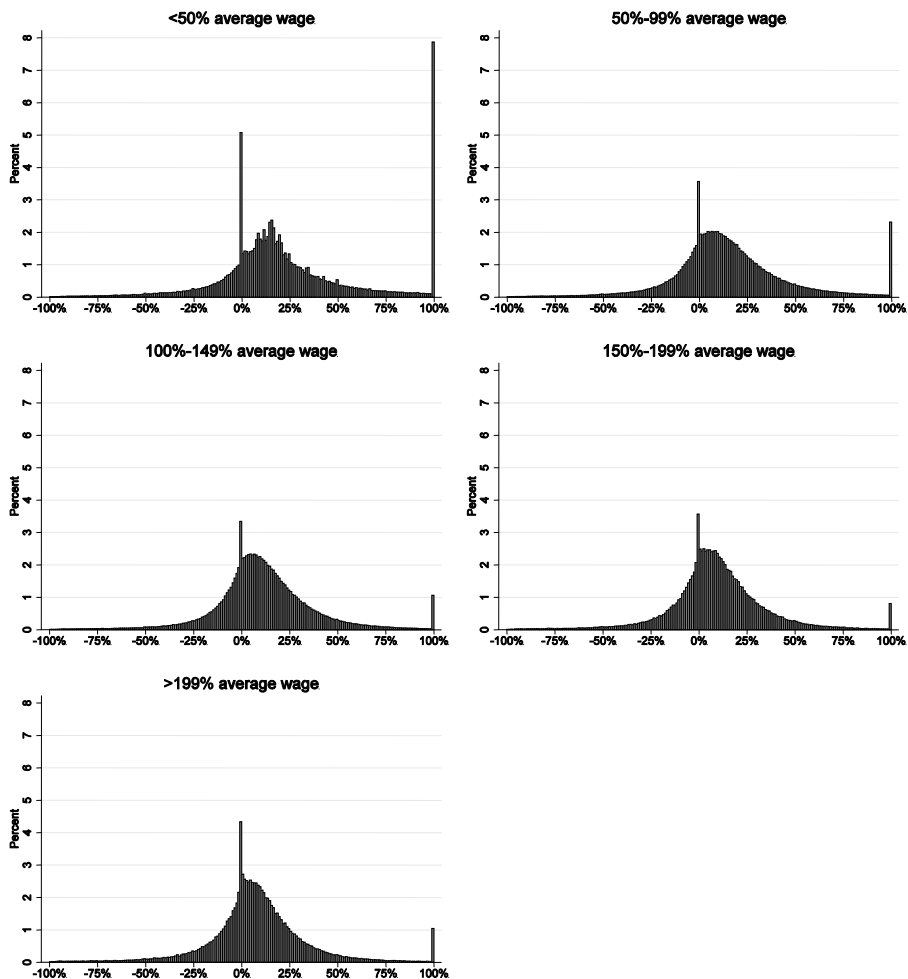 <50% average wage
50%-99% average wage
Percent
0 1 2 3 4 5 6 7 8
-100% -75% -50% -25% 0% 25% 50% 75% 100%
Percent
0 1 2 3 4 5 6 7 8
-100% -75% -50% -25% 0% 25% 50% 75% 100%
100%-149% average wage
150%-199% average wage
Percent
0 1 2 3 4 5 6 7 8
-100% -75% -50% -25% 0% 25% 50% 75% 100%
Percent
0 1 2 3 4 5 6 7 8
-100% -75% -50% -25% 0% 25% 50% 75% 100%
>199% average wage
Percent
0 1 2 3 4 5 6 7 8
-100% -75% -50% -25% 0% 25% 50% 75% 100%